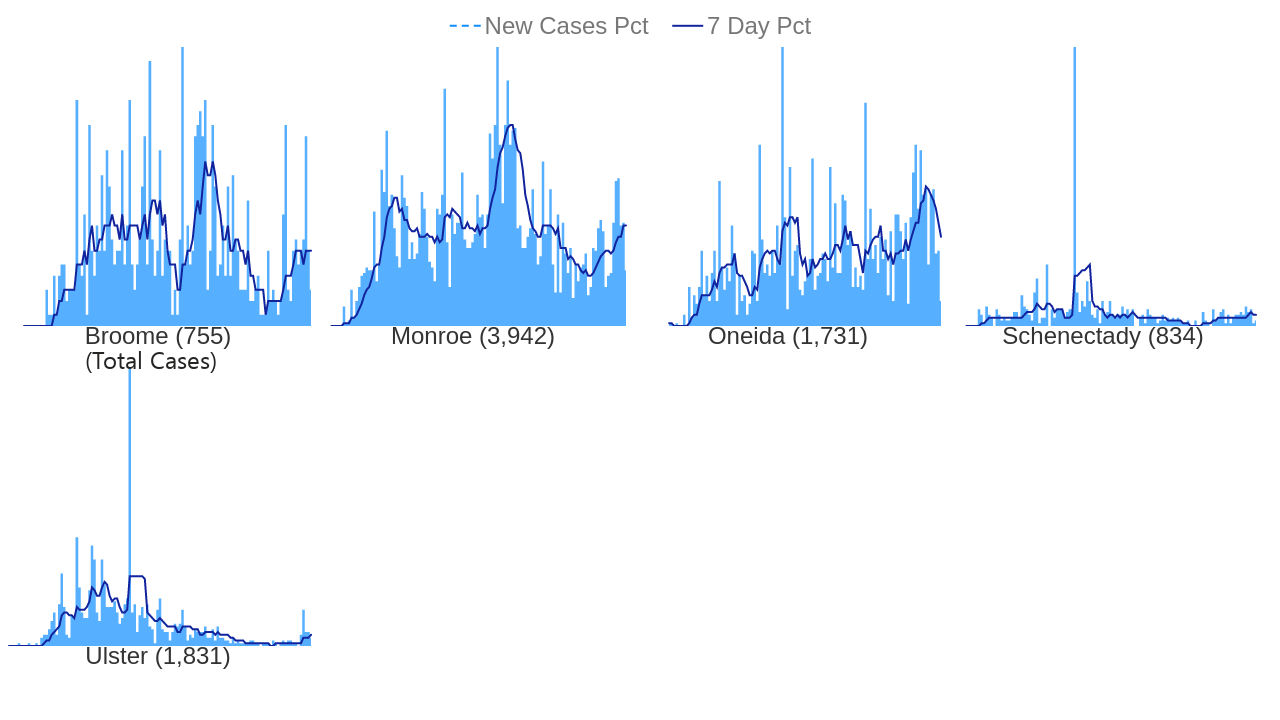 New Cases Pct 7 Day Pct
Broome (755) Monroe (3,942) Oneida (1,731) Schenectady (834)
(Total Cases)
Ulster (1,831)